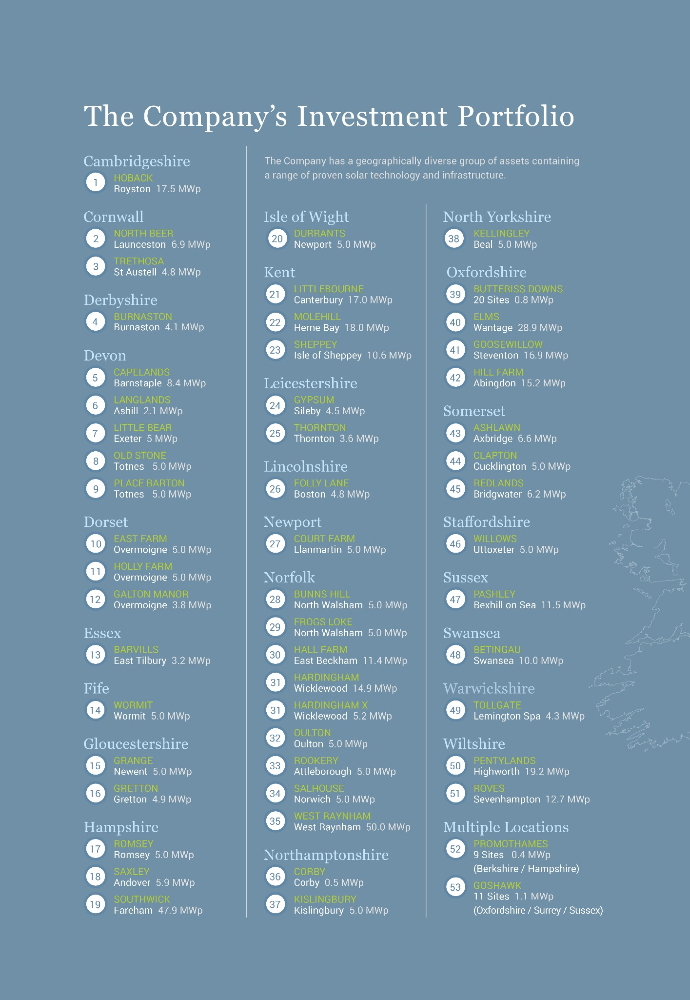 The Company's Investment Portfolio
Cambridgeshire
1
HOBACK
Royston 17.5 MWp
Cornwall
2
NORTH BEER
Launceston 6.9 MWp
3
TRETHOSA
St Austell 4.8 MWp
Derbyshire
4
BURNASTON
Burnaston 4.1 MWp
Devon
5
CAPELANDS
Barnstaple 8.4 MWp
6
LANGLANDS
Ashill 2.1 MWp
7
LITTLE BEAR
Exeter 5 MWp
8
OLD STONE
Totnes 5.0 MWp
9
PLACE BARTON
Totnes 5.0 MWp
Dorset
10
EAST FARM
Overmoigne 5.0 MWp
11
HOLLY FARM
Overmoigne 5.0 MWp
12
GALTON MANOR
Overmoigne 3.8 MWp
Essex
13
BARVILLS
East Tilbury 3.2 MWp
Fife
14
WORMIT
Wormit 5.0 MWp
Gloucestershire
15
GRANGE
Newent 5.0 MWp
16
GRETTON
Gretton 4.9 MWp
Hampshire
17
ROMSEY
Romsey 5.0 MWp
18
SAXLEY
Andover 5.9 MWp
19
SOUTHWICK
Fareham 47.9 MWp
The Company has a geographically diverse group of assets containing
a range of proven solar technology and infrastructure.
Isle of Wight
20
DURRANTS
Newport 5.0 MWp
Kent
21
LITTLEBOURNE
Canterbury 17.0 MWp
22
MOLEHILL
Herne Bay 18.0 MWp
23
SHEPPEY
Isle of Sheppey 10.6 MWp
Leicestershire
24
GYPSUM
Sileby 4.5 MWp
25
THORNTON
Thornton 3.6 MWp
Lincolnshire
26
FOLLY LANE
Boston 4.8 MWp
Newport
27
COURT FARM
Llanmartin 5.0 MWp
Norfolk
28
BUNNS HILL
North Walsham 5.0 MWp
29
FROGS LOKE
North Walsham 5.0 MWp
30
HALL FARM
East Beckham 11.4 MWp
31
HARDINGHAM
Wicklewood 14.9 MWp
31
HARDINGHAM X
Wicklewood 5.2 MWp
32
OULTON
Oulton 5.0 MWp
33
ROOKERY
Attleborough 5.0 MWp
34
SALHOUSE
Norwich 5.0 MWp
35
WEST RAYNHAM
West Raynham 50.0 MWp
Northamptonshire
36
CORBY
Corby 0.5 MWp
37
KISLINGBURY
Kislingbury 5.0 MWp
North Yorkshire
38
KELLINGLEY
Beal 5.0 MWp
Oxfordshire
39
BUTTERISS DOWNS
20 Sites 0.8 MWp
40
ELMS
Wantage 28.9 MWp
41
GOOSEWILLOW
Steventon 16.9 MWp
42
HILL FARM
Abingdon 15.2 MWp
Somerset
43
ASHLAWN
Axbridge 6.6 MWp
44
CLAPTON
Cucklington 5.0 MWp
45
REDLANDS
Bridgwater 6.2 MWp
Staffordshire
46
WILLOWS
Uttoxeter 5.0 MWp
Sussex
47
PASHLEY
Bexhill on Sea 11.5 MWp
Swansea
48
BETINGAU
Swansea 10.0 MWp
Warwickshire
49
TOLLGATE
Lemington Spa 4.3 MWp
Wiltshire
50
PENTYLANDS
Highworth 19.2 MWp
51
ROVES
Sevenhampton 12.7 MWp
Multiple Locations
52
PROMOTHAMES
9 Sites 0.4 MWp
(Berkshire / Hampshire)
53
GOSHAWK
11 Sites 1.1 MWp
(Oxfordshire / Surrey / Sussex)